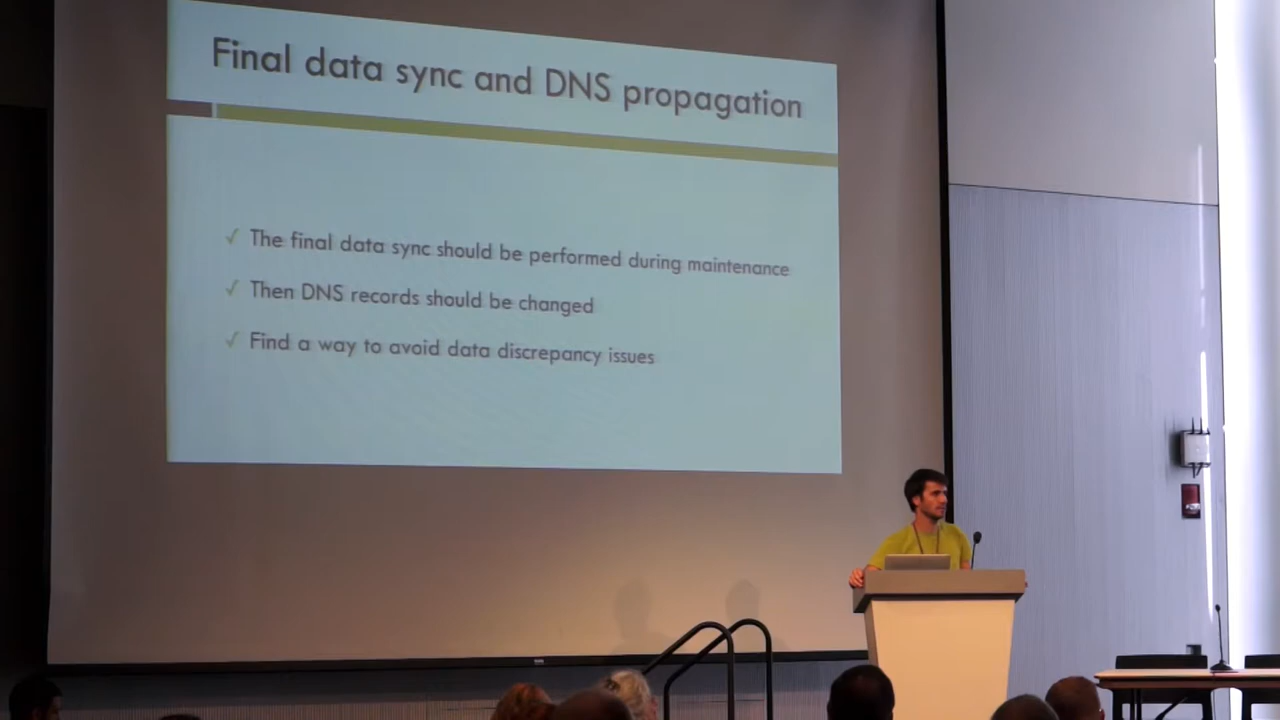 Final data sync and DNS propagation
✓ The final data sync should be performed during maintenance
✓ Then DNS records should be changed
✓ Find a way to avoid data discrepancy issues